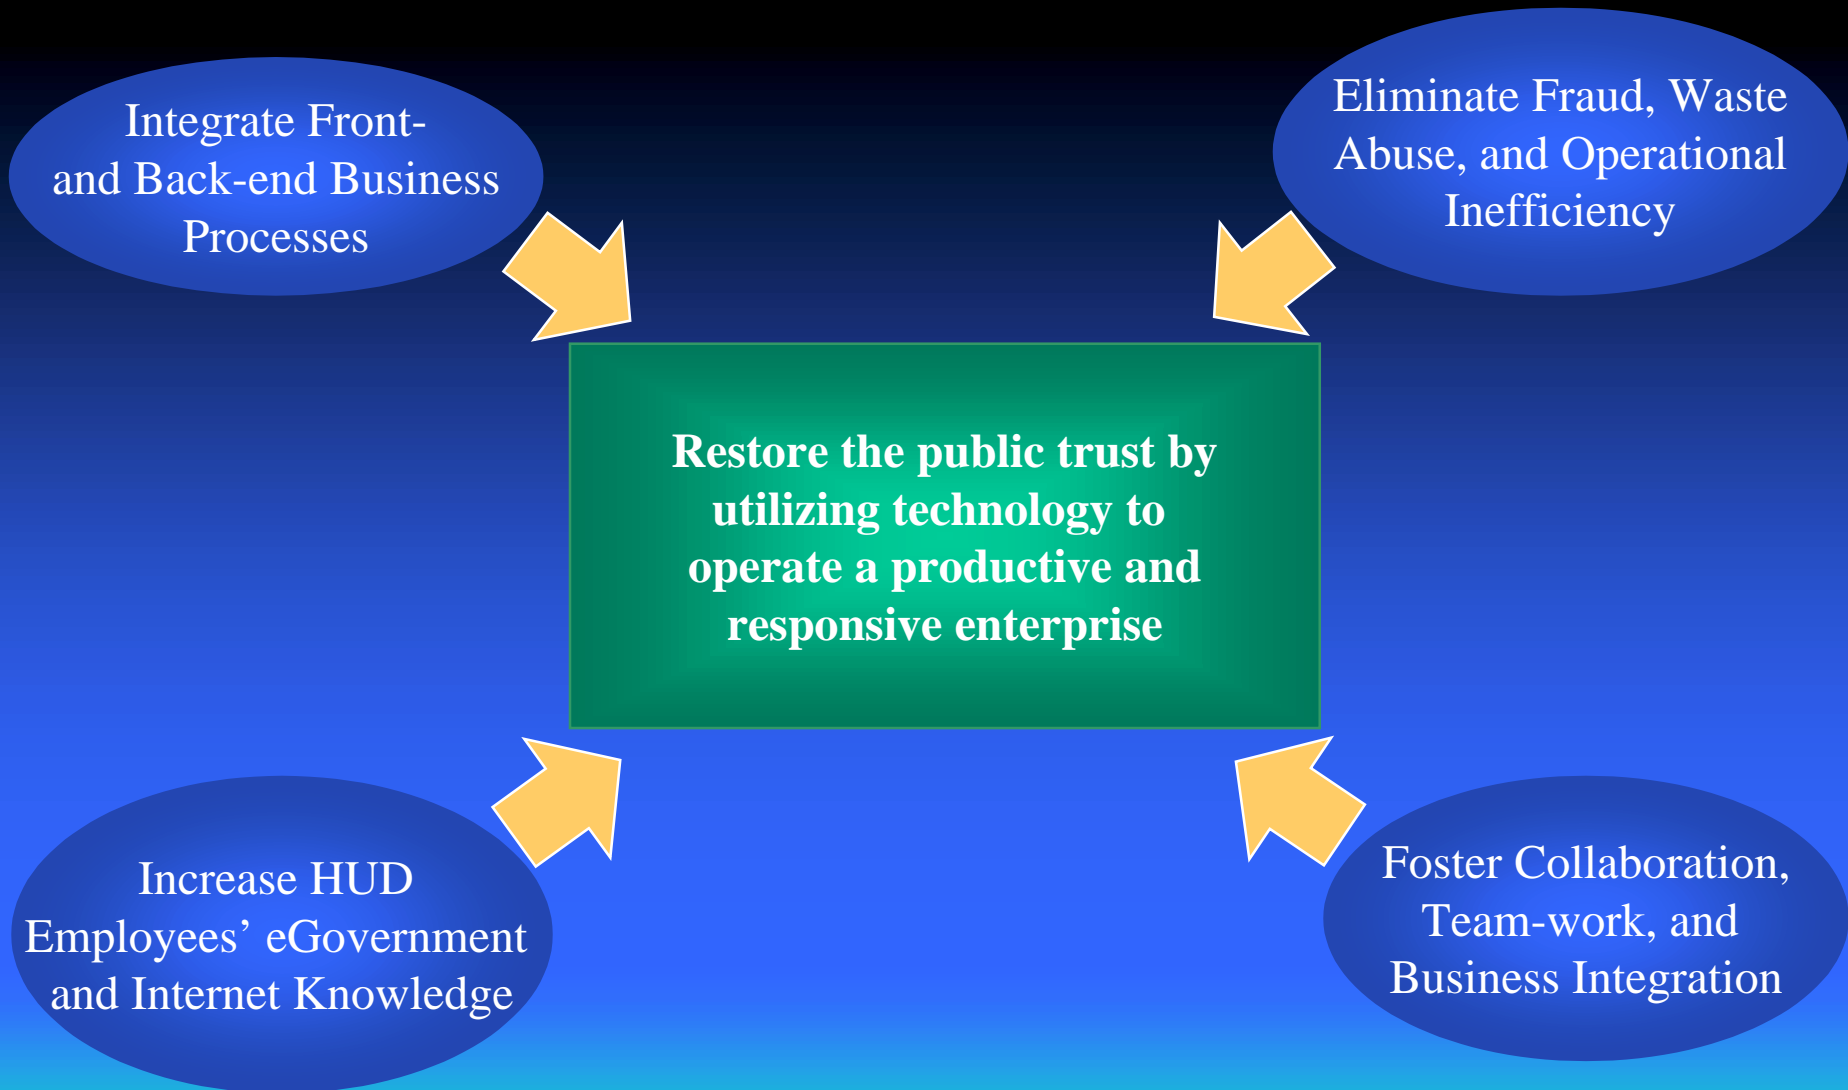 Integrate Front-
and Back-end Business
Processes
Eliminate Fraud, Waste
Abuse, and Operational
Inefficiency
Restore the public trust by
utilizing technology to
operate a productive and
responsive enterprise
Increase HUD
Employees’ eGovernment
and Internet Knowledge
Foster Collaboration,
Team-work, and
Business Integration